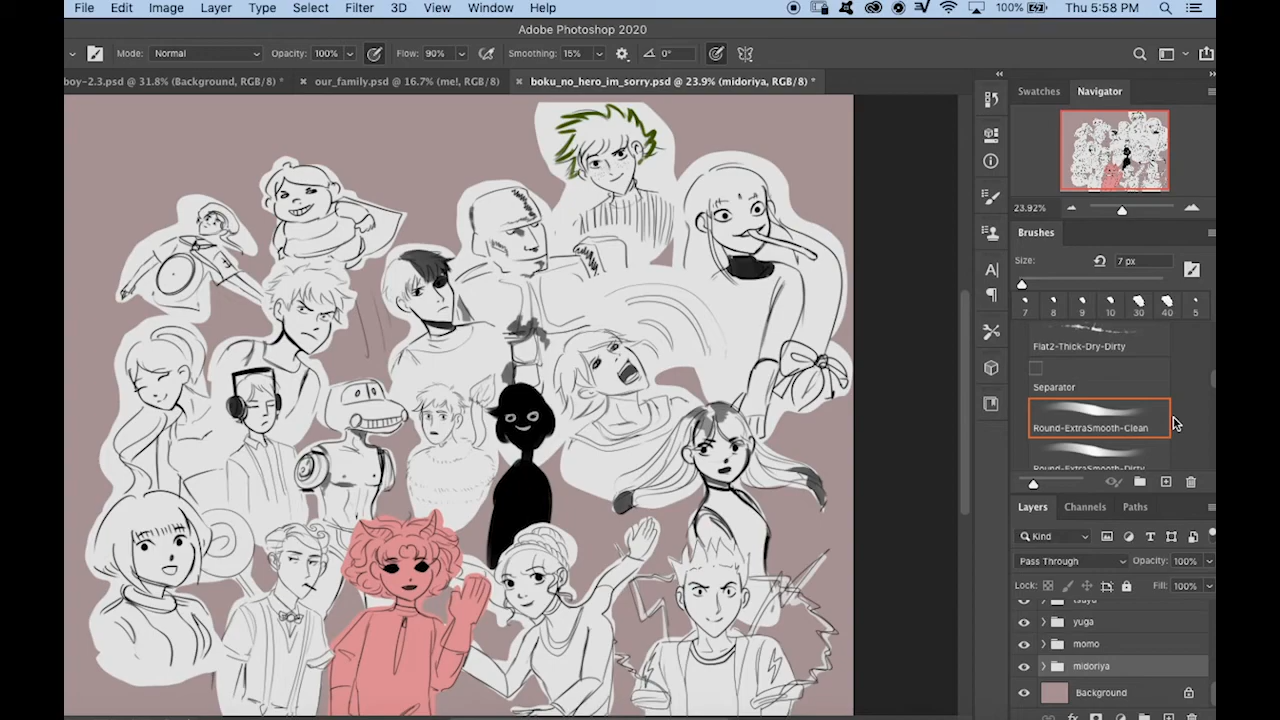 File Edit Image Layer Type Select Filter 3D View Window Help 100% Thu 5:58 PM
Adobe Photoshop 2020
Mode: Normal Opacity: 100% Flow: 90% Smoothing: 15% 0°
boy-2.3.psd @ 31.8% (Background, RGB/8) * × our_family.psd @ 16.7% (me!, RGB/8) × boku_no_hero_im_sorry.psd @ 23.9% (midoriya, RGB/8) *
Swatches Navigator
23.92%
Brushes
Size: 7 px
7 8 9 10 30 40 5
Flat2-Thick-Dry-Dirty
Separator
Round-ExtraSmooth-Clean
Round-ExtraSmooth-Dirty
Layers Channels Paths
Kind
Pass Through Opacity: 100%
Lock: Fill: 100%
tsuyu
yuga
momo
midoriya
Background